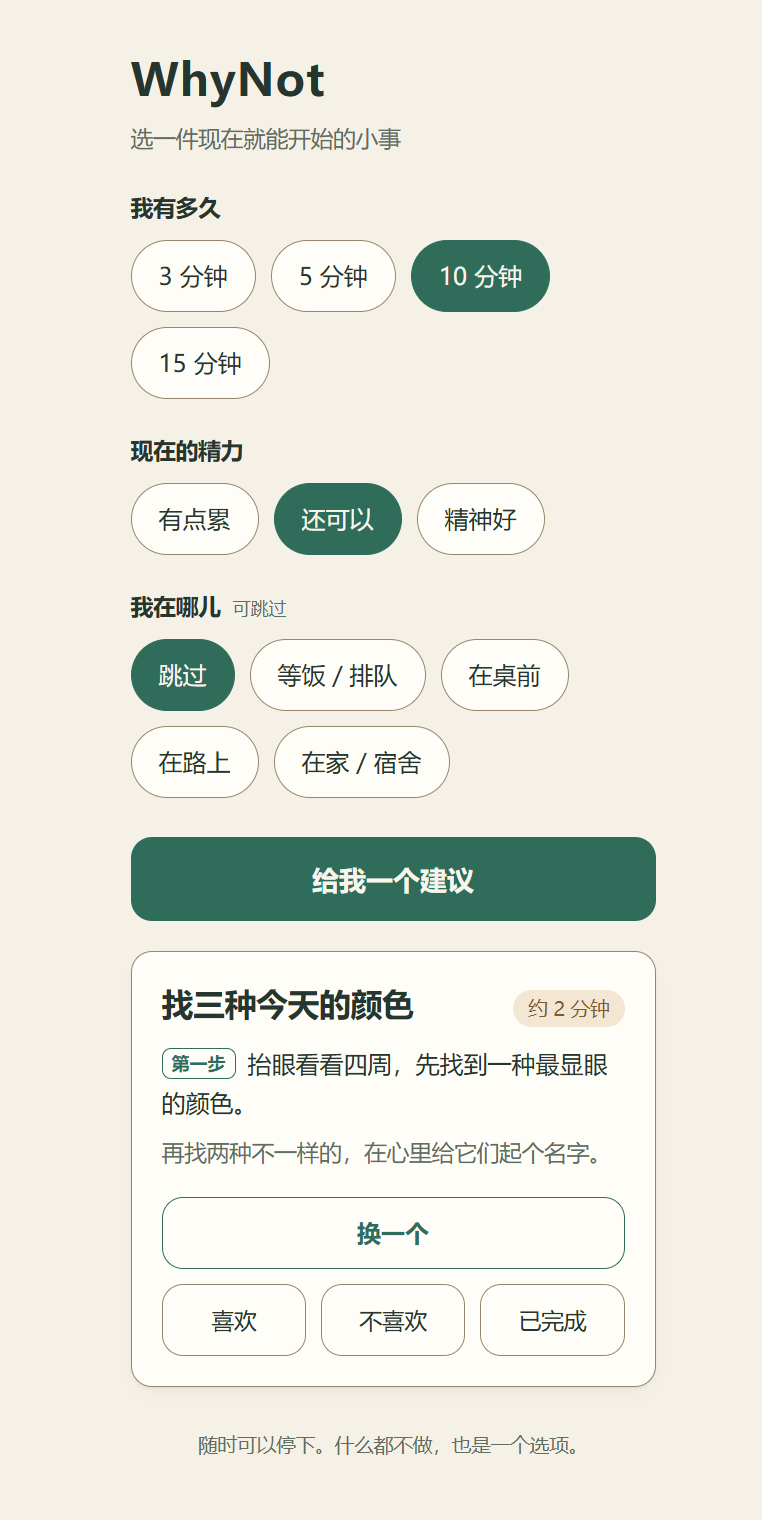 WhyNot
选一件现在就能开始的小事
我有多久
3 分钟 5 分钟 10 分钟
15 分钟
现在的精力
有点累 还可以 精神好
我在哪儿 可跳过
跳过 等饭 / 排队 在桌前
在路上 在家 / 宿舍
给我一个建议
找三种今天的颜色 约 2 分钟
第一步 抬眼看看四周，先找到一种最显眼
的颜色。
再找两种不一样的，在心里给它们起个名字。
换一个
喜欢 不喜欢 已完成
随时可以停下。什么都不做，也是一个选项。